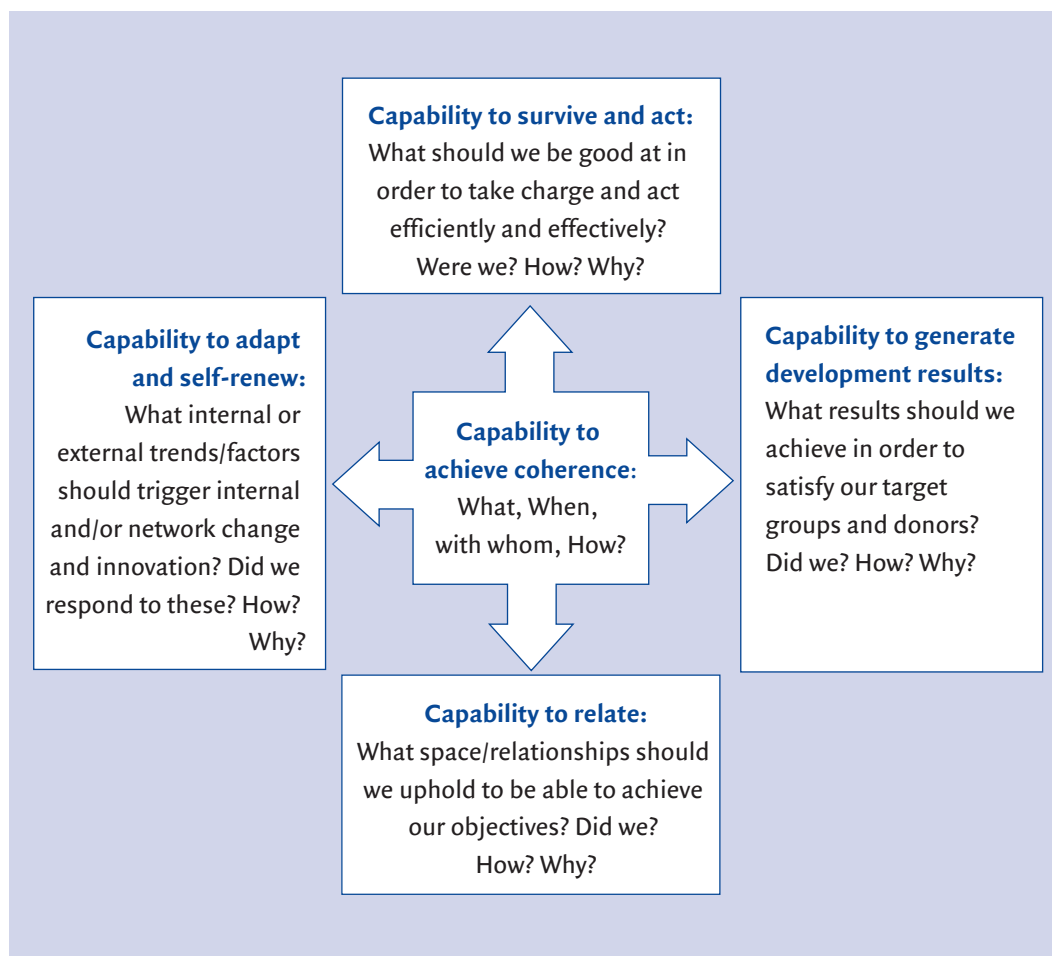 Capability to survive and act:
What should we be good at in
order to take charge and act
efficiently and effectively?
Were we? How? Why?
Capability to adapt
and self-renew:
What internal or
external trends/factors
should trigger internal
and/or network change
and innovation? Did we
respond to these? How?
Why?
Capability to
achieve coherence:
What, When,
with whom, How?
Capability to generate
development results:
What results should we
achieve in order to
satisfy our target
groups and donors?
Did we? How? Why?
Capability to relate:
What space/relationships should
we uphold to be able to achieve
our objectives? Did we?
How? Why?